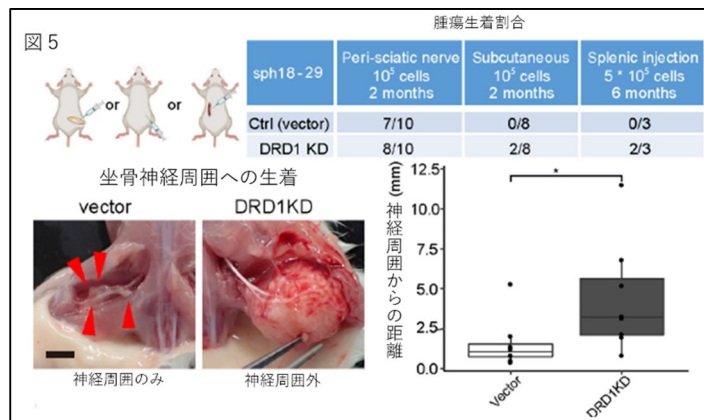 図5
腫瘍生着割合
or or
sph18-29
Peri-sciatic nerve
10⁵ cells
2 months
Subcutaneous
10⁵ cells
2 months
Splenic injection
5 * 10⁵ cells
6 months
Ctrl (vector) 7/10 0/8 0/3
DRD1 KD 8/10 2/8 2/3
坐骨神経周囲への生着
vector DRD1KD
神経周囲のみ 神経周囲外
神経周囲からの距離
(mm)
12.5
10.0
7.5
5.0
2.5
0.0
*
Vector
DRD1KD